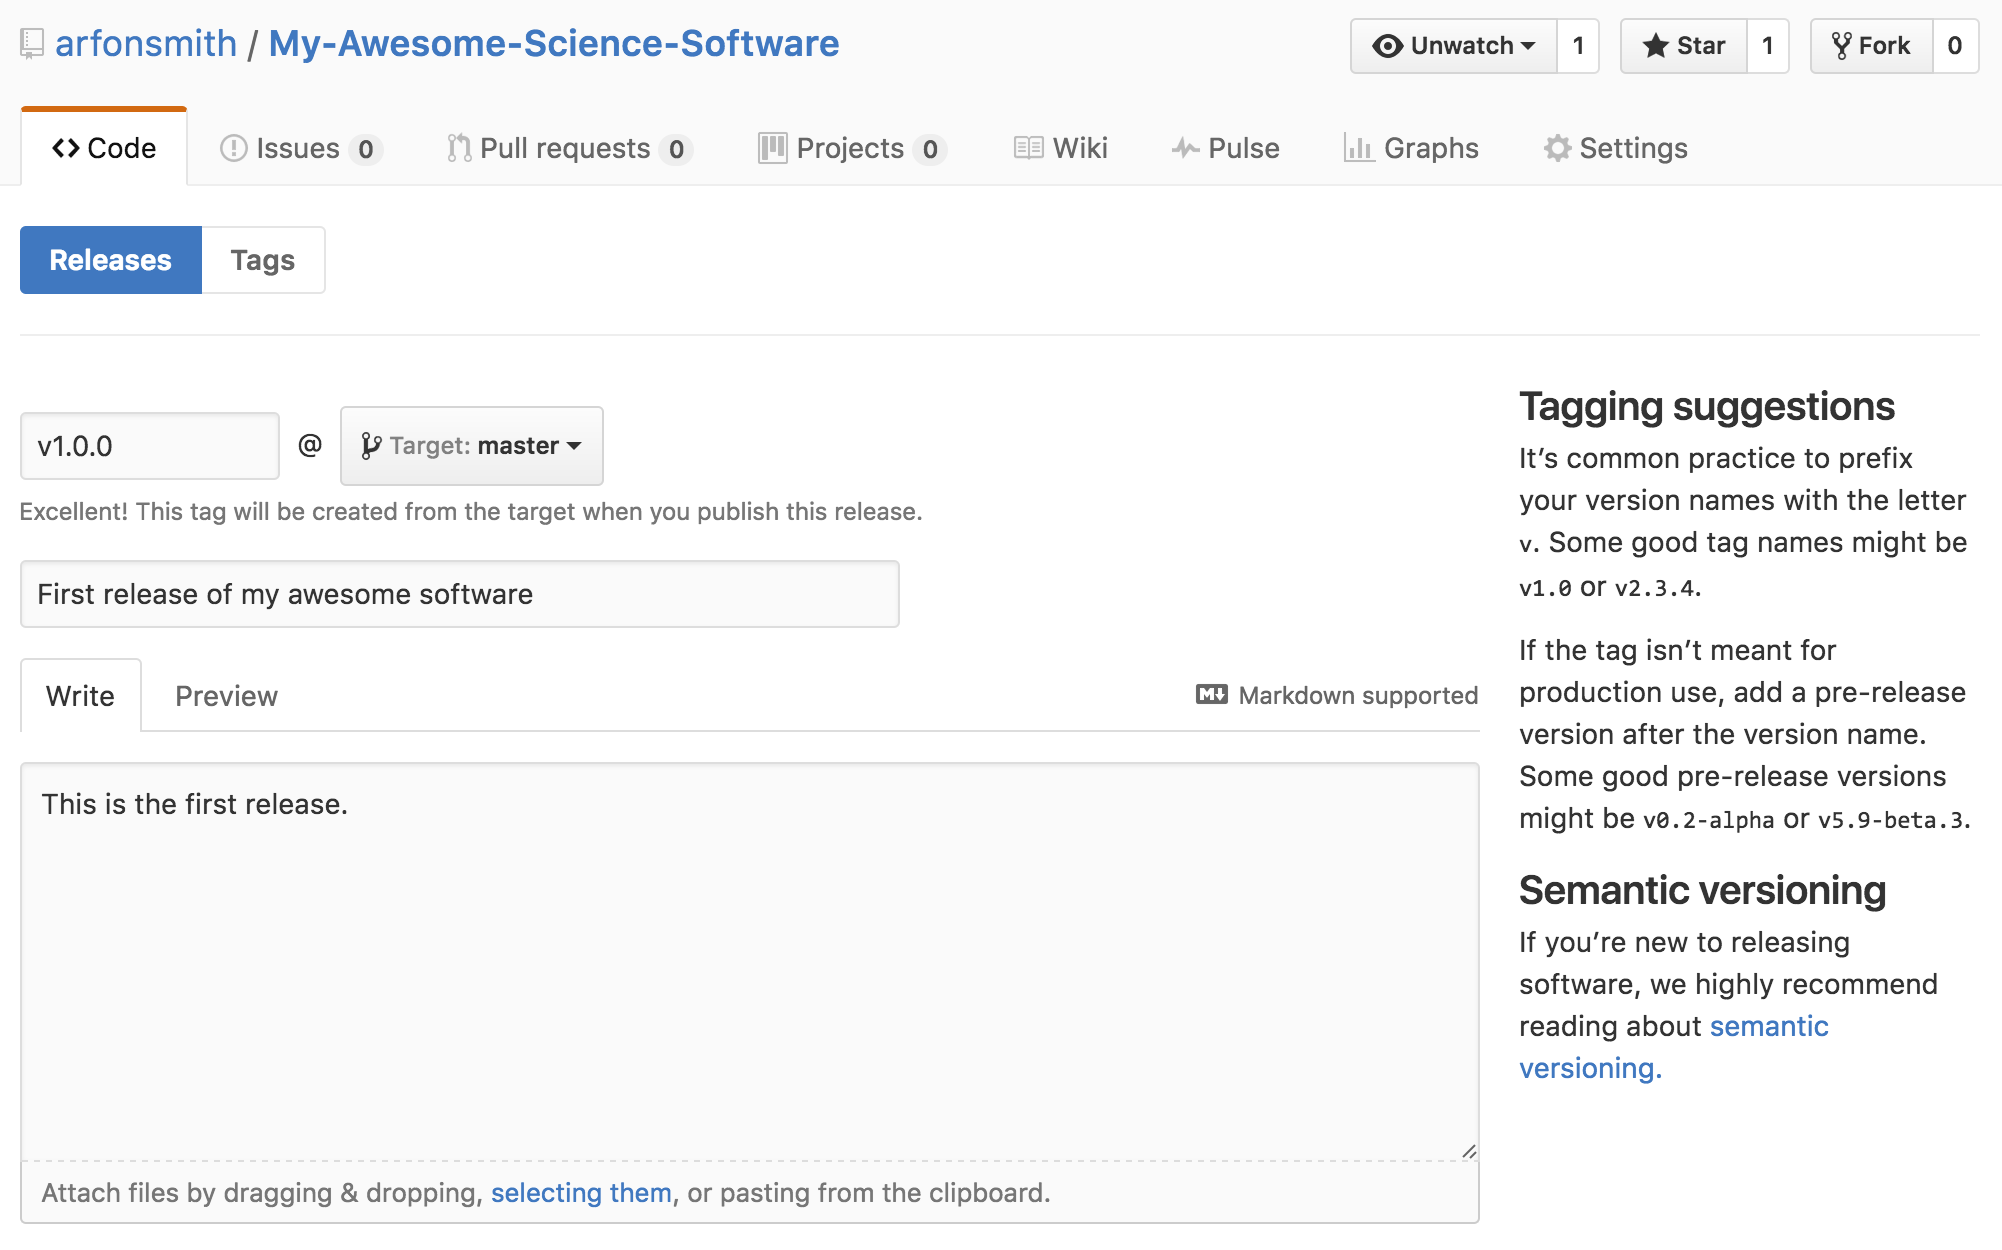 arfonsmith / My-Awesome-Science-Software
Unwatch 1 Star 1 Fork 0
Code Issues 0 Pull requests 0 Projects 0 Wiki Pulse Graphs Settings
Releases Tags
v1.0.0 @ Target: master
Excellent! This tag will be created from the target when you publish this release.
First release of my awesome software
Write Preview M↓ Markdown supported
This is the first release.
Attach files by dragging & dropping, selecting them, or pasting from the clipboard.
Tagging suggestions
It’s common practice to prefix
your version names with the letter
v. Some good tag names might be
v1.0 or v2.3.4.
If the tag isn’t meant for
production use, add a pre-release
version after the version name.
Some good pre-release versions
might be v0.2-alpha or v5.9-beta.3.
Semantic versioning
If you’re new to releasing
software, we highly recommend
reading about semantic
versioning.